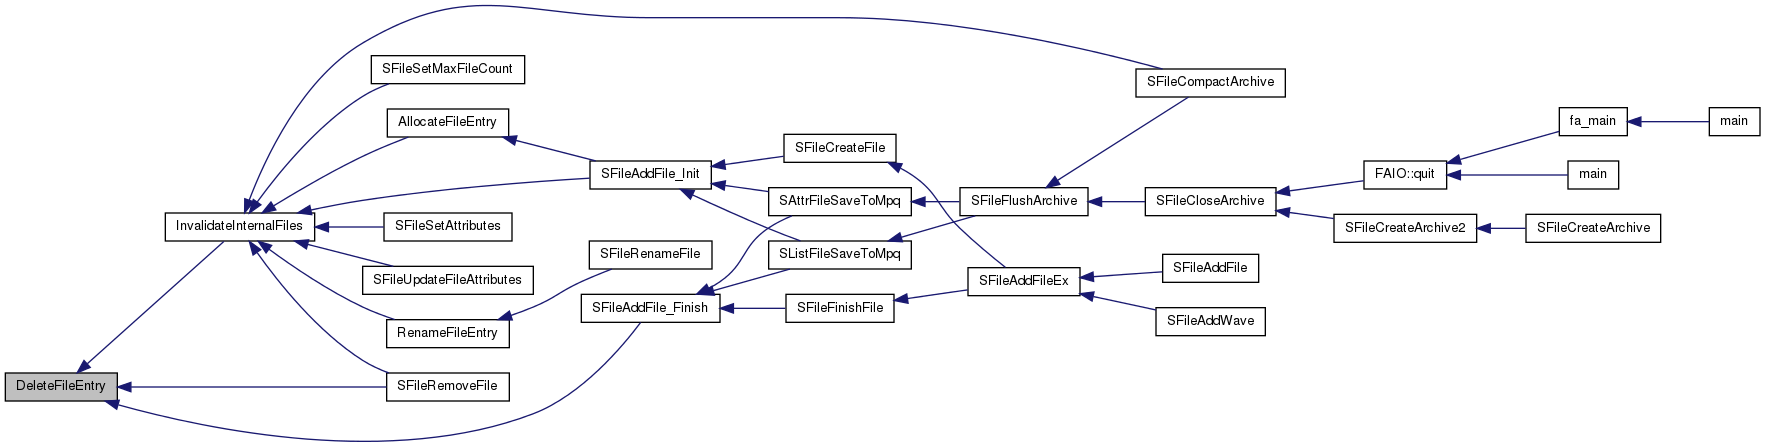 SFileSetMaxFileCount
SFileCompactArchive
AllocateFileEntry
fa_main
main
SFileCreateFile
SFileAddFile_Init
FAIO::quit
main
SAttrFileSaveToMpq
SFileFlushArchive
SFileCloseArchive
InvalidateInternalFiles
SFileSetAttributes
SFileCreateArchive2
SFileCreateArchive
SFileRenameFile
SListFileSaveToMpq
SFileUpdateFileAttributes
SFileAddFileEx
SFileAddFile
SFileAddFile_Finish
SFileFinishFile
SFileAddWave
RenameFileEntry
DeleteFileEntry
SFileRemoveFile